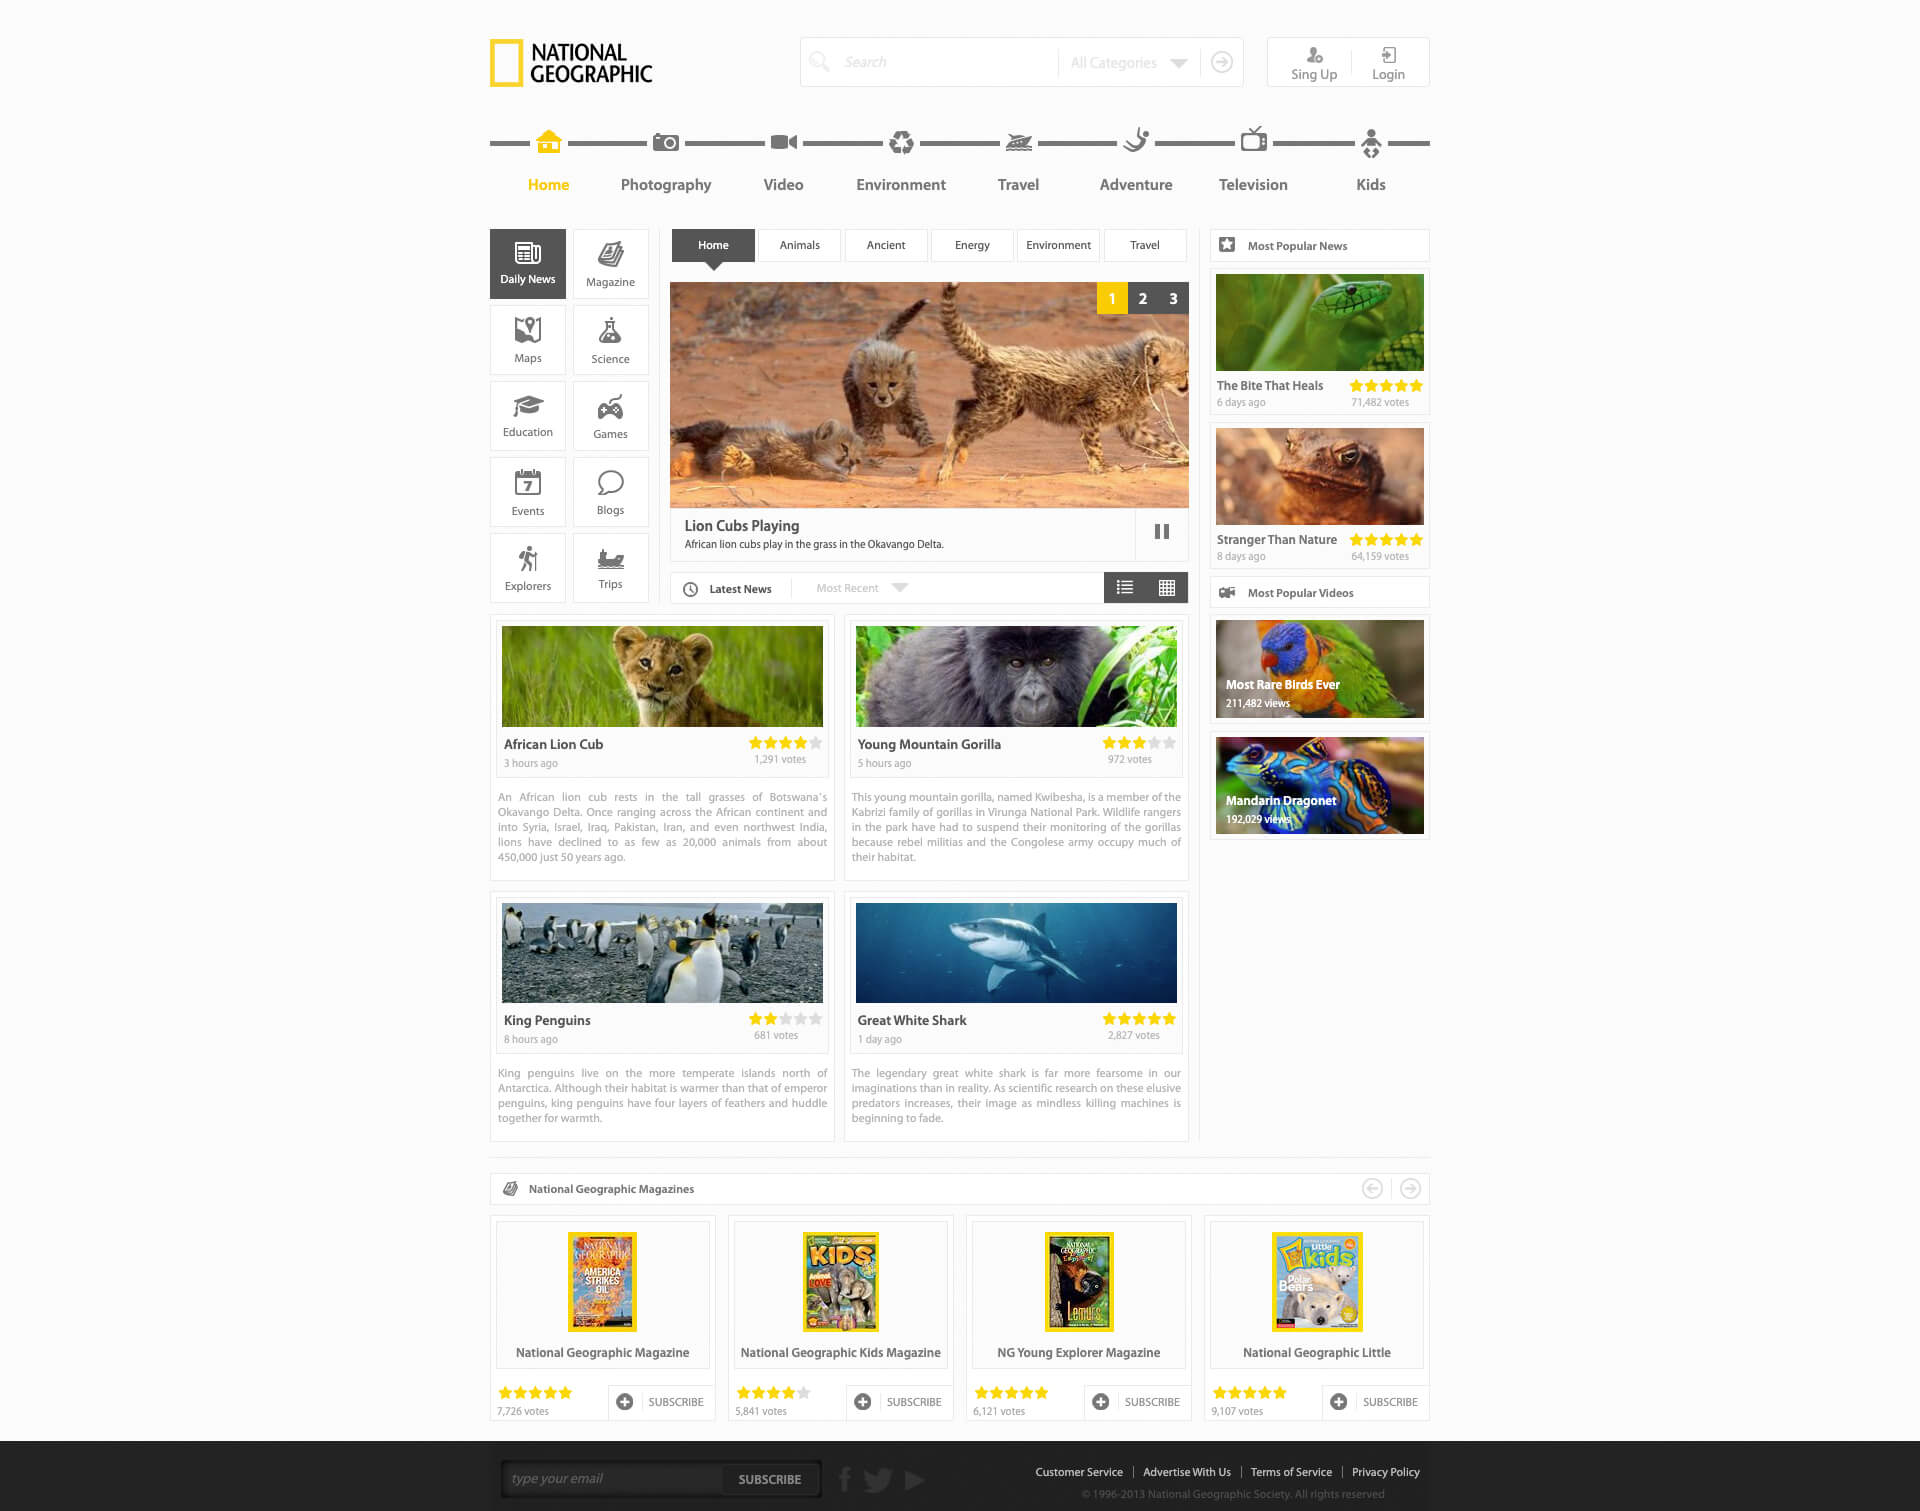 NATIONAL
GEOGRAPHIC
Search
All Categories
Sing Up
Login
Home
Photography
Video
Environment
Travel
Adventure
Television
Kids
Daily News
Magazine
Maps
Science
Education
Games
7
Events
Blogs
Explorers
Trips
Home
Animals
Ancient
Energy
Environment
Travel
1 2 3
Lion Cubs Playing
African lion cubs play in the grass in the Okavango Delta.
Latest News
Most Recent
Most Popular News
The Bite That Heals
6 days ago
71,482 votes
Stranger Than Nature
8 days ago
64,159 votes
Most Popular Videos
Most Rare Birds Ever
211,482 views
Mandarin Dragonet
192,029 views
African Lion Cub
3 hours ago
1,291 votes
An African lion cub rests in the tall grasses of Botswana's
Okavango Delta. Once ranging across the African continent and
into Syria, Israel, Iraq, Pakistan, Iran, and even northwest India,
lions have declined to as few as 20,000 animals from about
450,000 just 50 years ago.
Young Mountain Gorilla
5 hours ago
972 votes
This young mountain gorilla, named Kwibesha, is a member of the
Kabrizi family of gorillas in Virunga National Park. Wildlife rangers
in the park have had to suspend their monitoring of the gorillas
because rebel militias and the Congolese army occupy much of
their habitat.
King Penguins
8 hours ago
681 votes
King penguins live on the more temperate islands north of
Antarctica. Although their habitat is warmer than that of emperor
penguins, king penguins have four layers of feathers and huddle
together for warmth.
Great White Shark
1 day ago
2,827 votes
The legendary great white shark is far more fearsome in our
imaginations than in reality. As scientific research on these elusive
predators increases, their image as mindless killing machines is
beginning to fade.
National Geographic Magazines
NATIONAL
GEOGRAPHIC
AMERICA
STRIKES
OIL
National Geographic Magazine
7,726 votes
SUBSCRIBE
KIDS
LOVE
National Geographic Kids Magazine
5,841 votes
SUBSCRIBE
NATIONAL
GEOGRAPHIC
Lemurs
NG Young Explorer Magazine
6,121 votes
SUBSCRIBE
Little
kids
Polar
Bears
National Geographic Little
9,107 votes
SUBSCRIBE
type your email
SUBSCRIBE
Customer Service
Advertise With Us
Terms of Service
Privacy Policy
© 1996-2013 National Geographic Society. All rights reserved